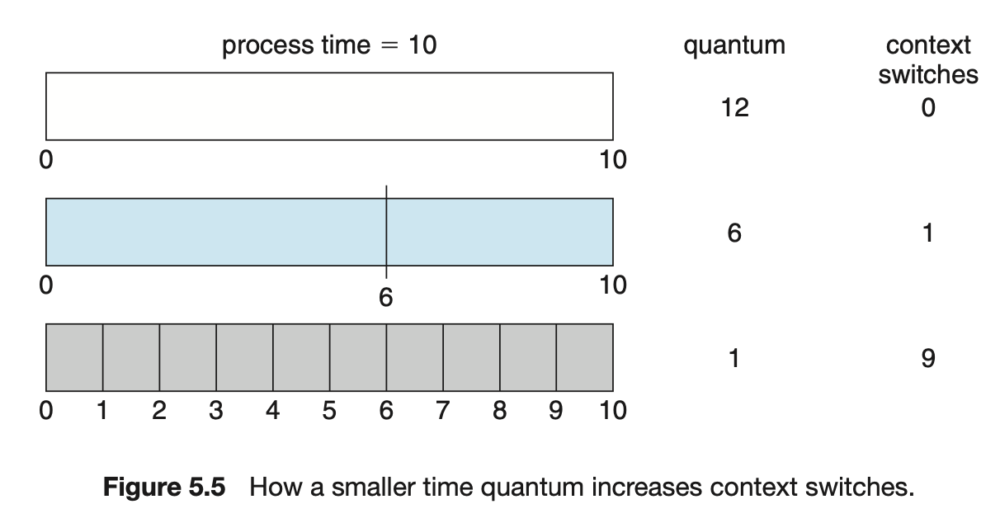 process time = 10 quantum context
switches
12 0
0 10
6 1
0 10
6
1 9
0 1 2 3 4 5 6 7 8 9 10
Figure 5.5 How a smaller time quantum increases context switches.